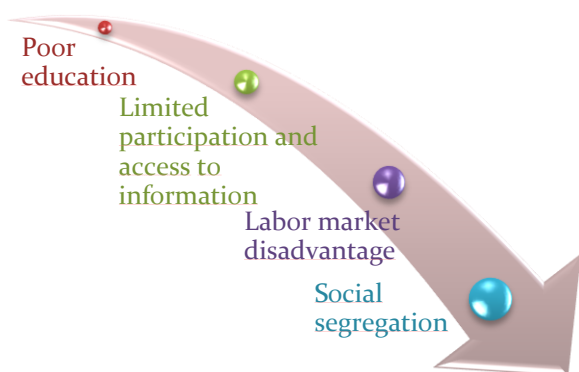 Poor
education
Limited
participation and
access to
information
Labor market
disadvantage
Social
segregation